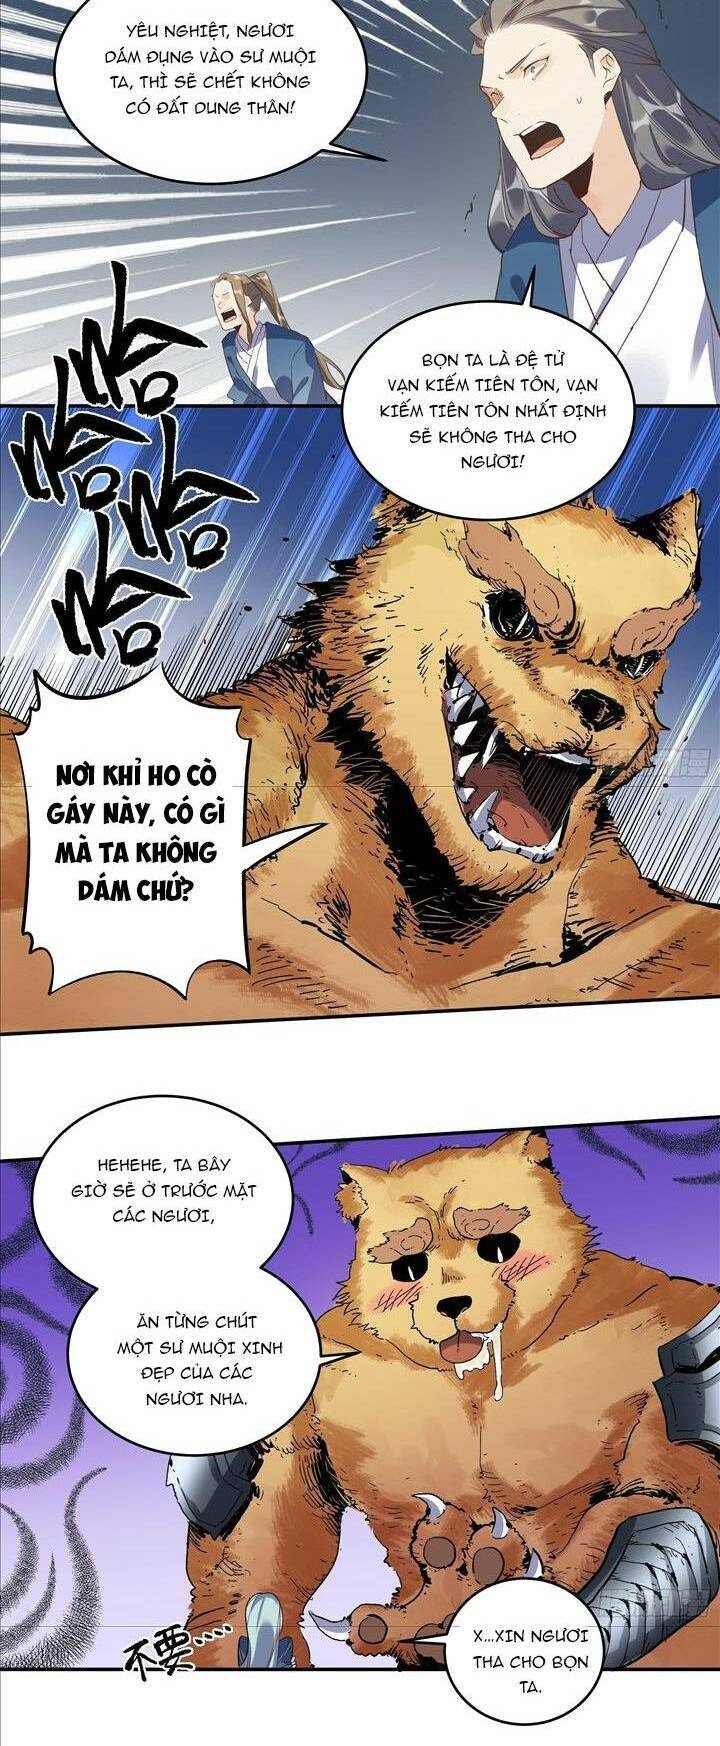 YÊU NGHIỆT, NGƯƠI
DÁM ĐỤNG VÀO SƯ MUỘI
TA, THÌ SẼ CHẾT KHÔNG
CÓ ĐẤT DUNG THÂN!
BỌN TA LÀ ĐỆ TỬ
VẠN KIẾM TIÊN TÔN, VẠN
KIẾM TIÊN TÔN NHẤT ĐỊNH
SẼ KHÔNG THA CHO
NGƯƠI!
哈哈
哈哈
NƠI KHỈ HO CÒ
GÁY NÀY, CÓ GÌ
MÀ TA KHÔNG
DÁM CHỨ?
HEHEHE, TA BÂY
GIỜ SẼ Ở TRƯỚC MẶT
CÁC NGƯƠI,
ĂN TỪNG CHÚT
MỘT SƯ MUỘI XINH
ĐẸP CỦA CÁC
NGƯƠI NHA.
不要....
X...XIN NGƯƠI
THA CHO BỌN
TA.